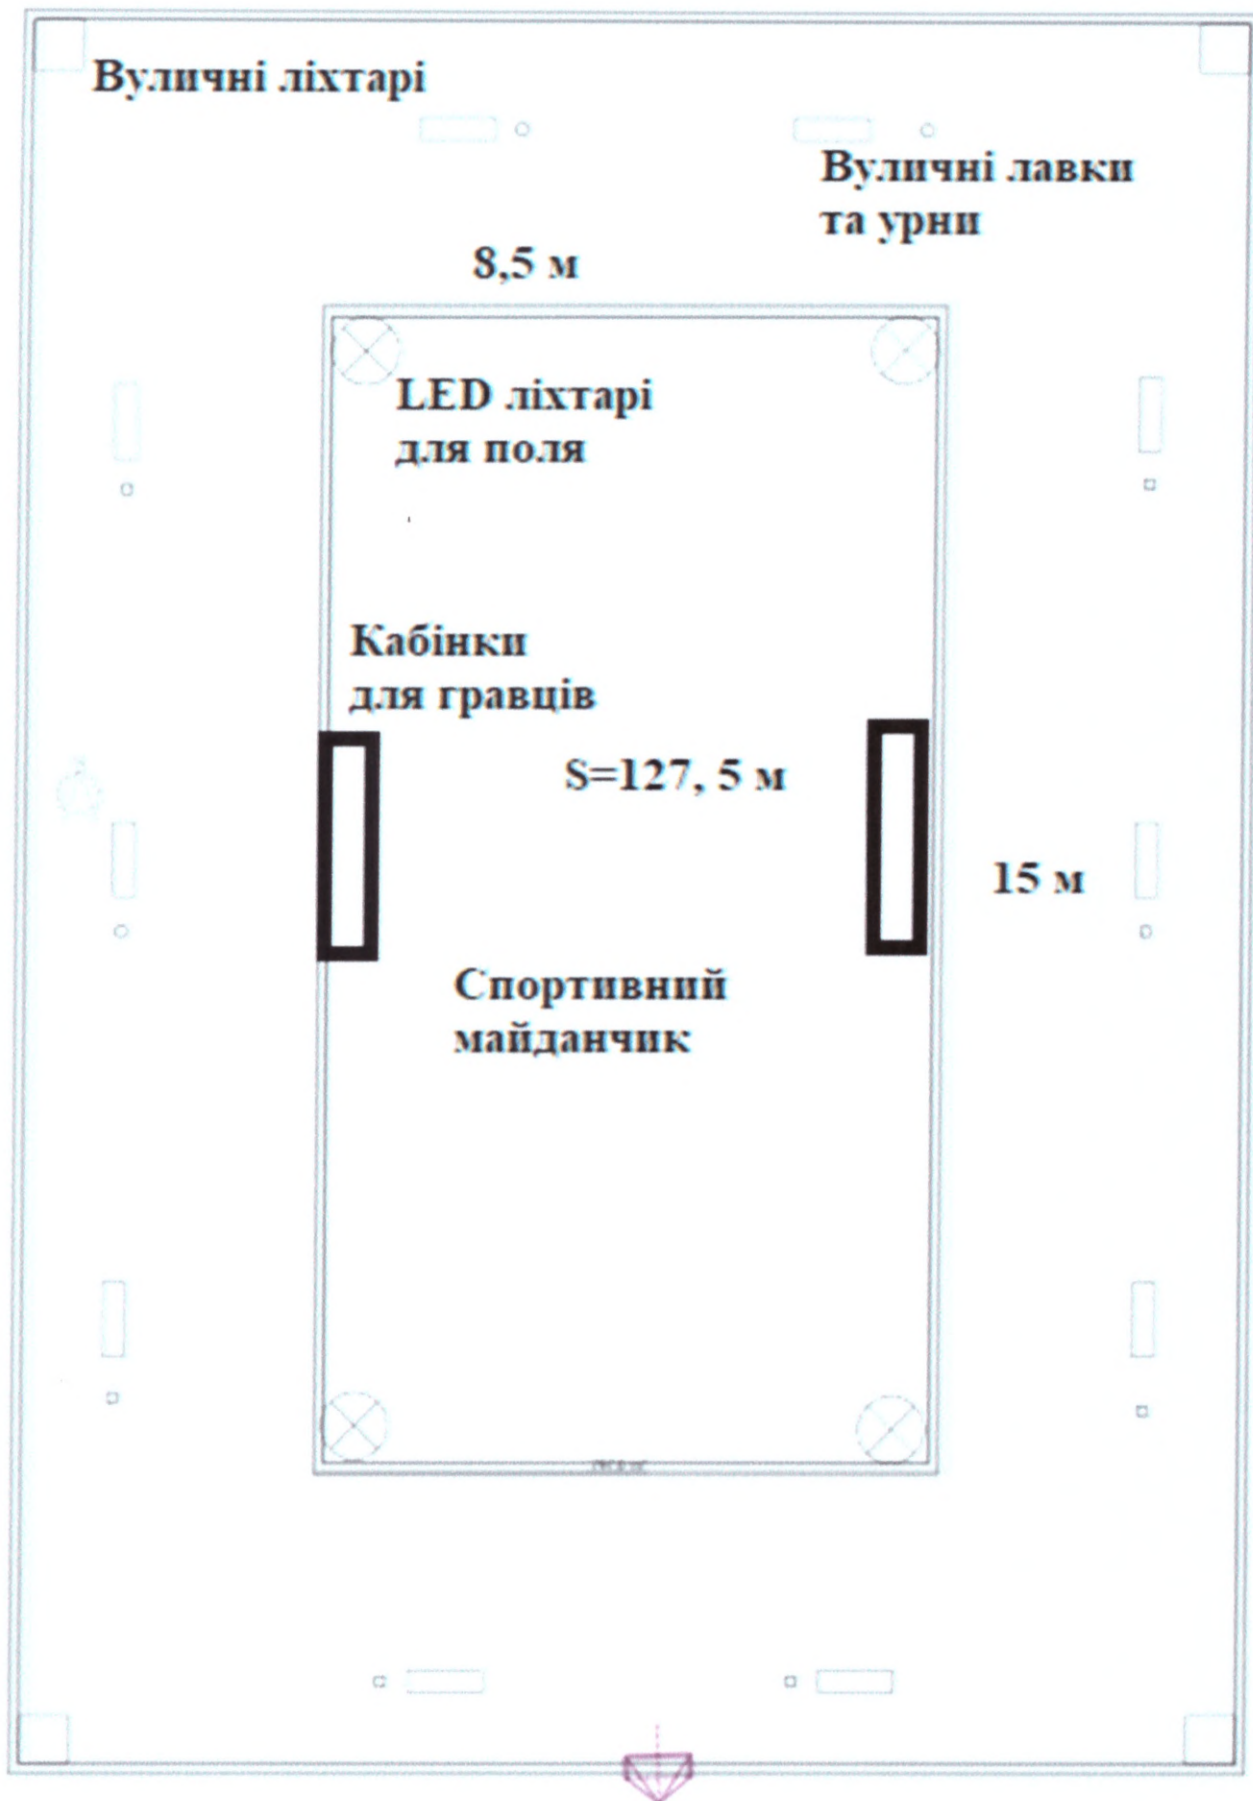 Вуличні ліхтарі
Вуличні лавки
та урни
8,5 м
LED ліхтарі
для поля
Кабінки
для гравців
S=127, 5 м
15 м
Спортивний
майданчик